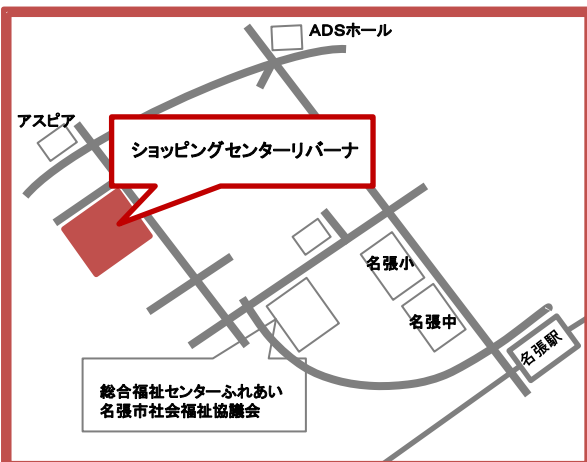 ADSホール
アスピア
ショッピングセンターリバーナ
名張小
名張中
名張駅
総合福祉センターふれあい
名張市社会福祉協議会